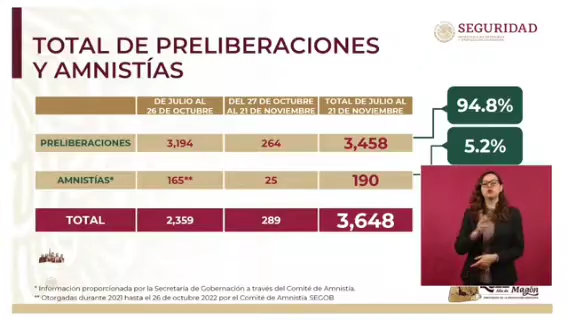 SEGURIDAD
TOTAL DE PRELIBERACIONES
Y AMNISTÍAS
DE JULIO AL
26 DE OCTUBRE
DEL 27 DE OCTUBRE
AL 21 DE NOVIEMBRE
TOTAL DE JULIO AL
21 DE NOVIEMBRE
94.8%
PRELIBERACIONES 3,194 264 3,458
5.2%
AMNISTÍAS* 165** 25 190
TOTAL 2,359 289 3,648
* Información proporcionada por la Secretaría de Gobernación a través del Comité de Amnistía.
** Otorgadas durante 2021 hasta el 26 de octubre 2022 por el Comité de Amnistía SEGOB
Magón